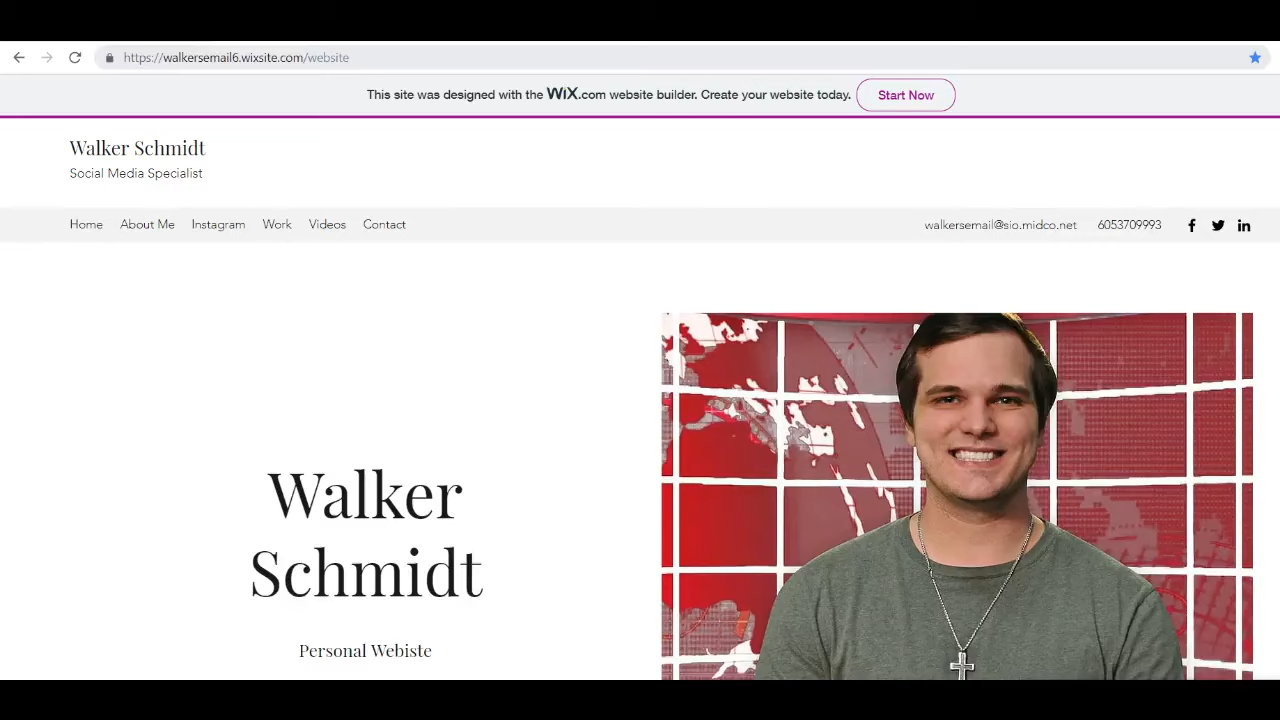 https://walkersemail6.wixsite.com/website
This site was designed with the WiX.com website builder. Create your website today. Start Now
Walker Schmidt
Social Media Specialist
Home About Me Instagram Work Videos Contact walkersemail@sio.midco.net 6053709993
Walker
Schmidt
Personal Webiste